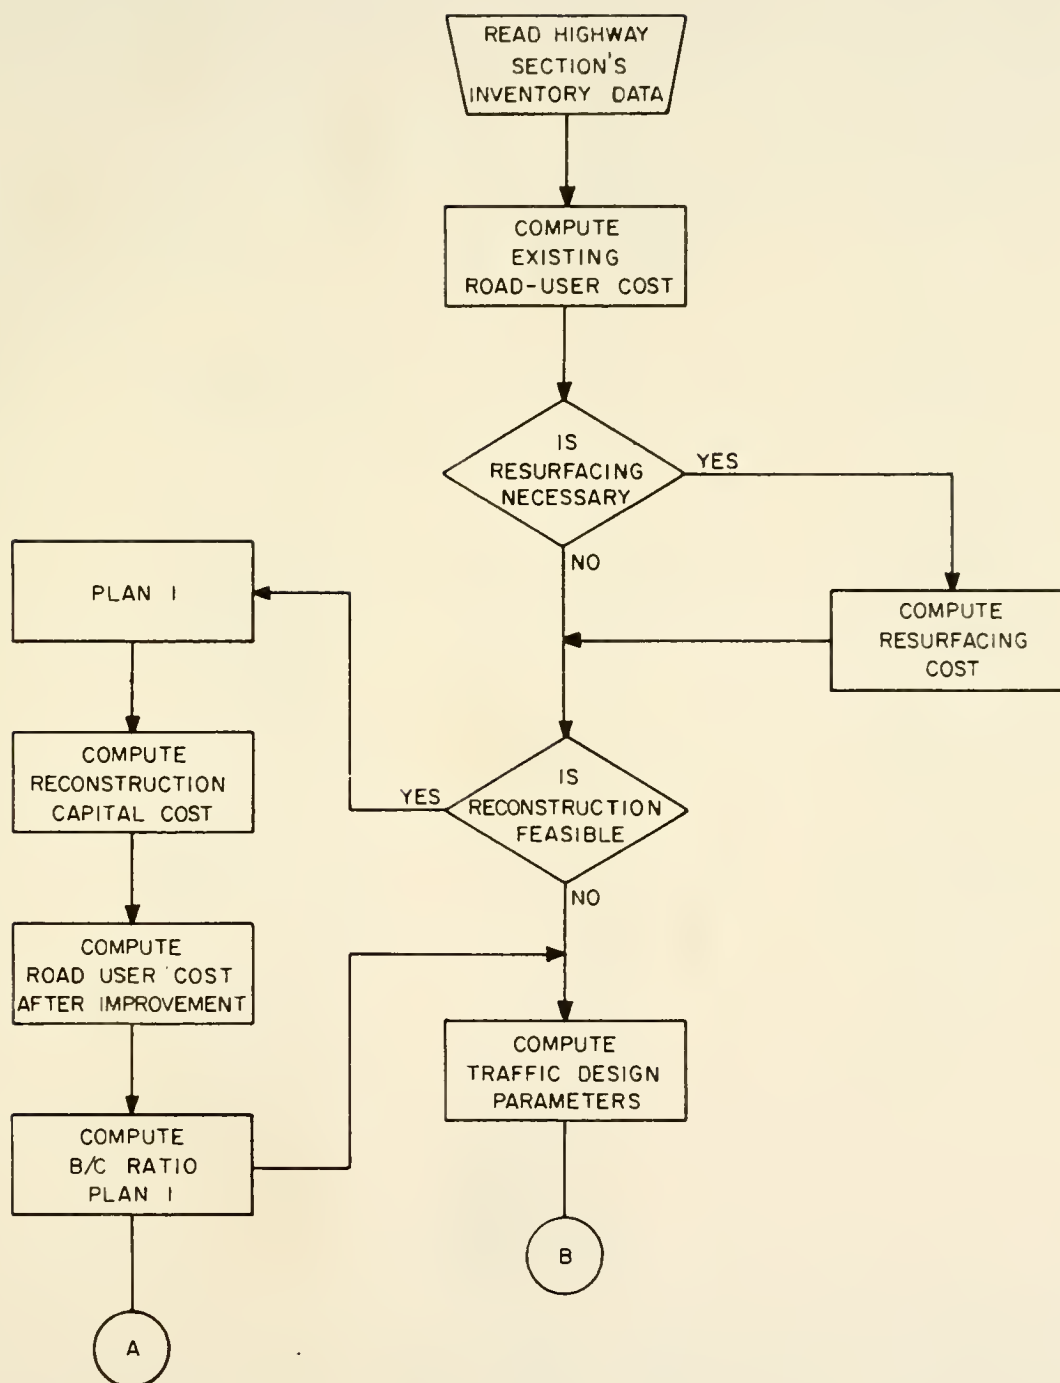 READ HIGHWAY
SECTION'S
INVENTORY DATA
COMPUTE
EXISTING
ROAD-USER COST
IS
RESURFACING
NECESSARY
YES
NO
COMPUTE
RESURFACING
COST
PLAN I
IS
RECONSTRUCTION
FEASIBLE
YES
NO
COMPUTE
RECONSTRUCTION
CAPITAL COST
COMPUTE
ROAD USER COST
AFTER IMPROVEMENT
COMPUTE
B/C RATIO
PLAN I
COMPUTE
TRAFFIC DESIGN
PARAMETERS
B
A